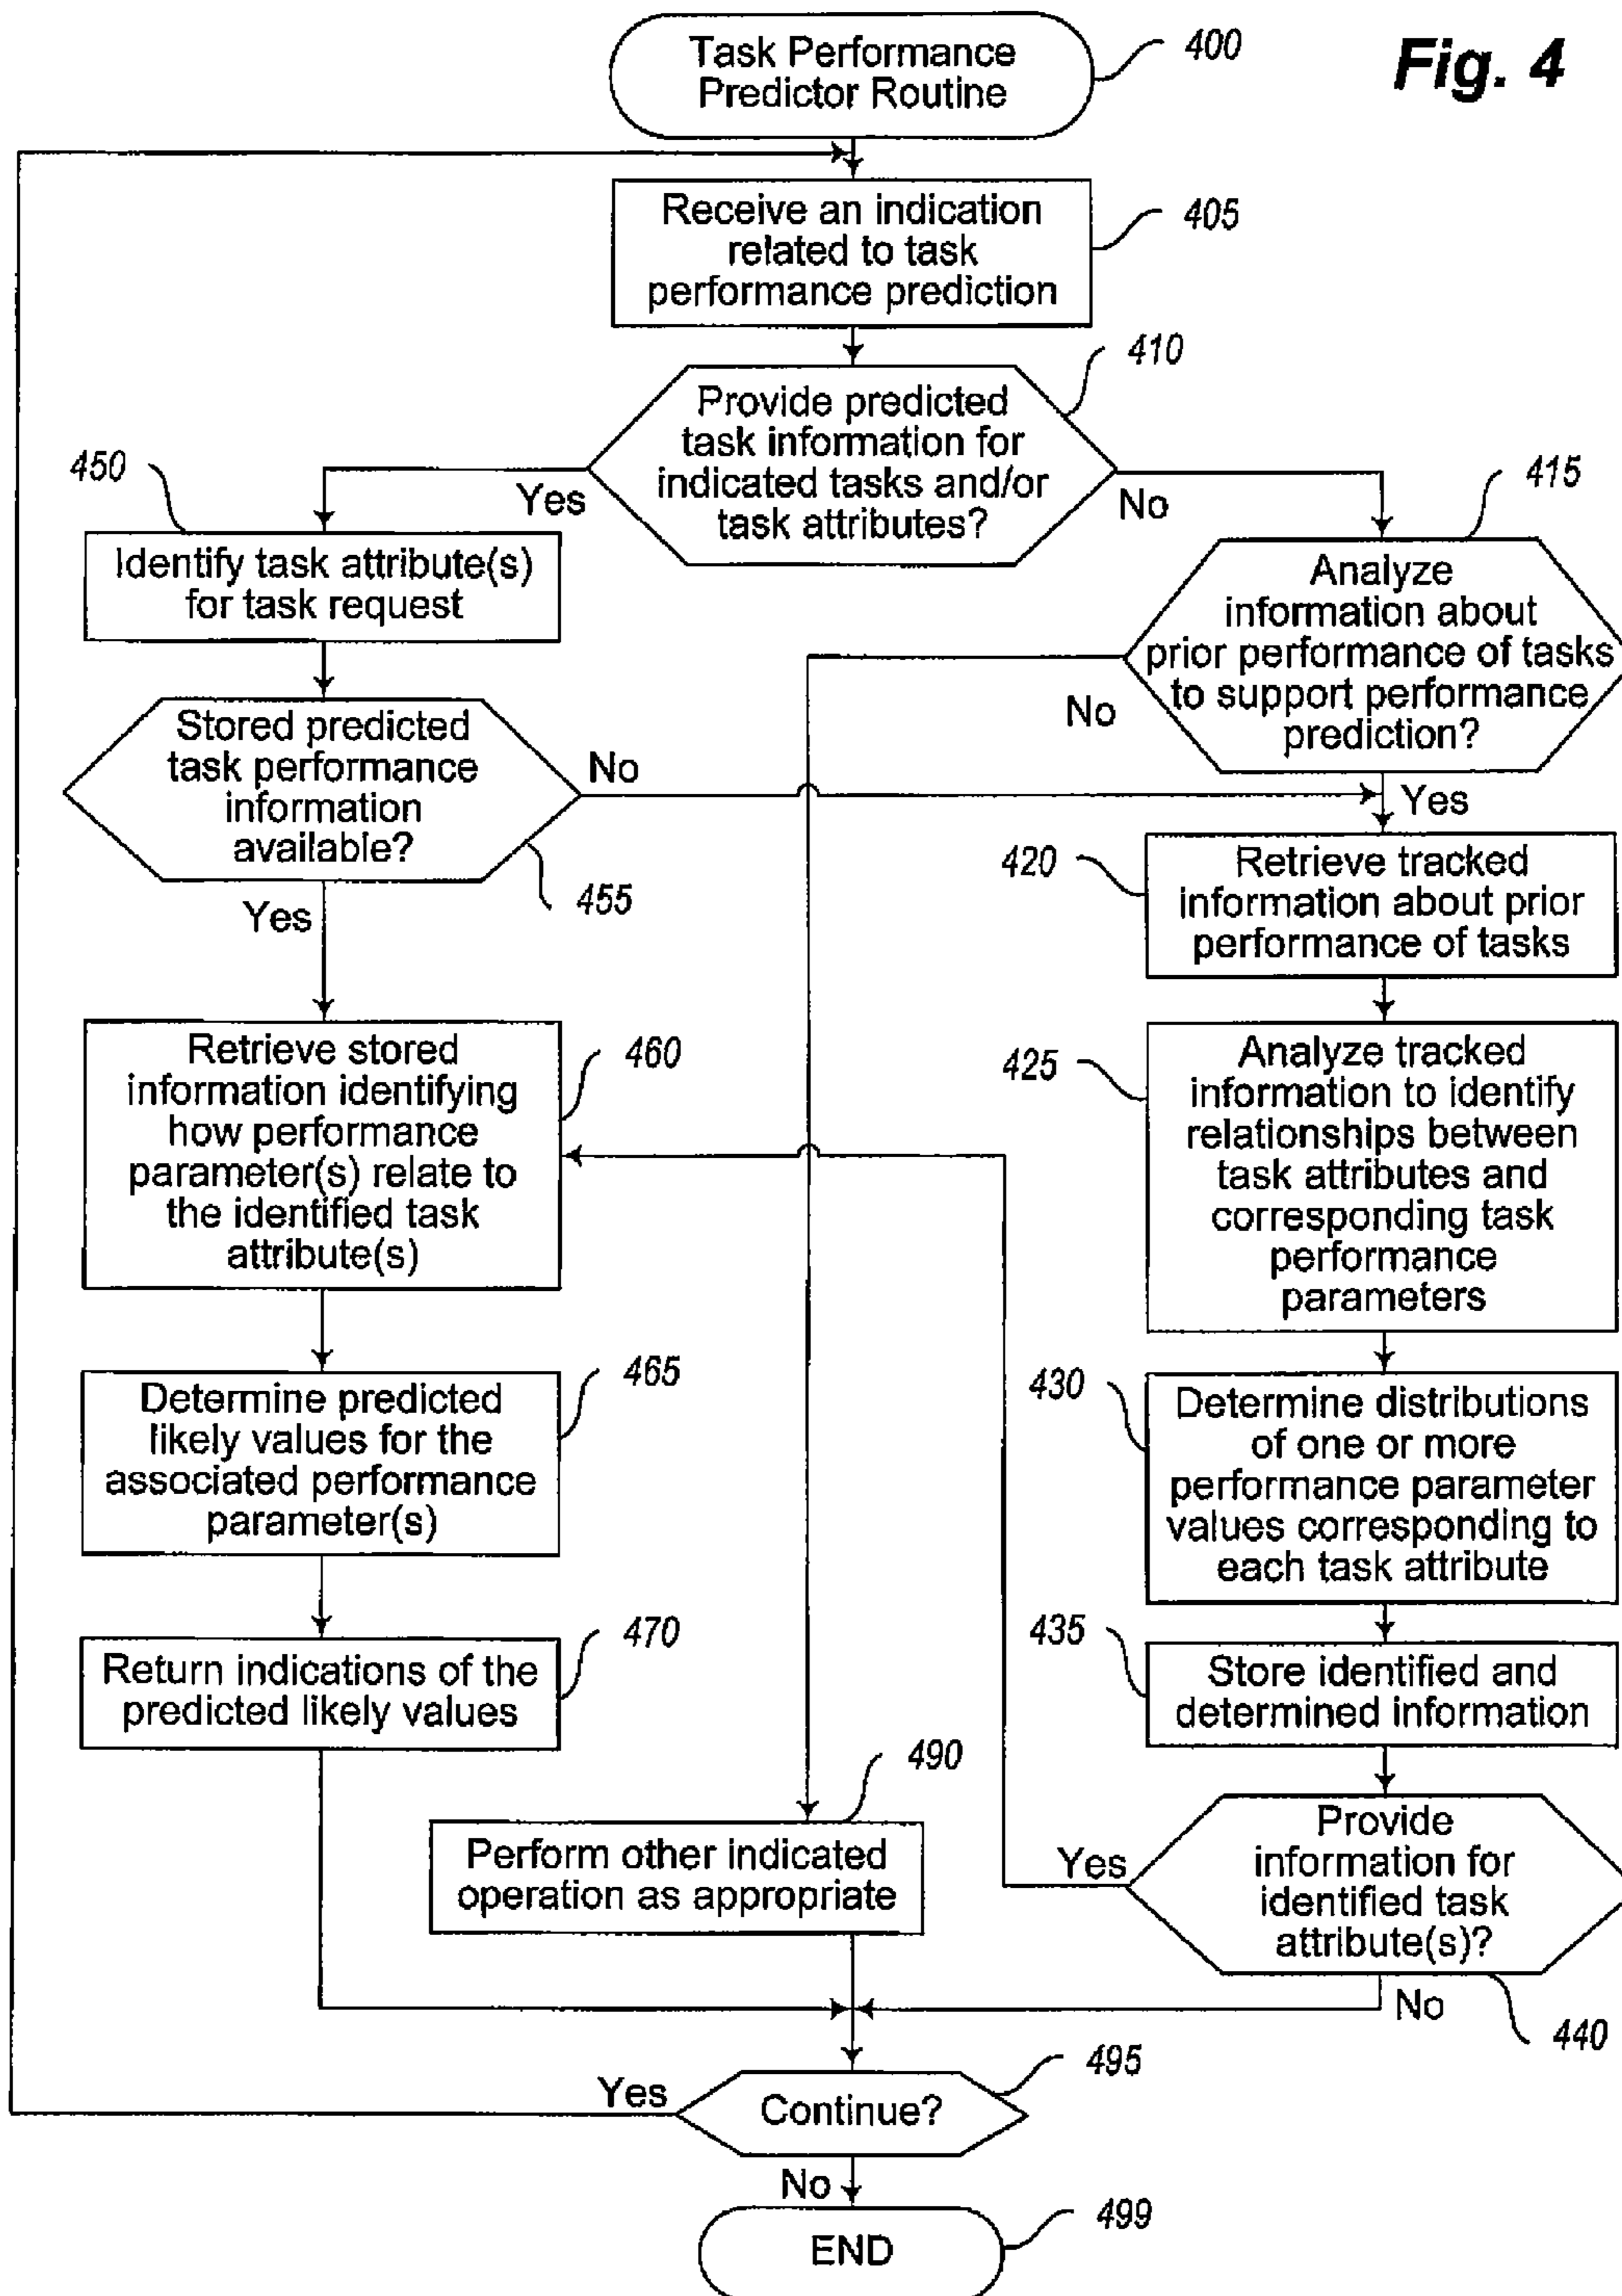 Fig. 4
Task Performance
Predictor Routine
400
Receive an indication
related to task
performance prediction
405
Provide predicted
task information for
indicated tasks and/or
task attributes?
410
Yes
No
450
Identify task attribute(s)
for task request
415
Analyze
information about
prior performance of tasks
to support performance
prediction?
No
Yes
Stored predicted
task performance
information
available?
455
No
Yes
420
Retrieve tracked
information about prior
performance of tasks
Retrieve stored
information identifying
how performance
parameter(s) relate to
the identified task
attribute(s)
460
425
Analyze tracked
information to identify
relationships between
task attributes and
corresponding task
performance
parameters
Determine predicted
likely values for the
associated performance
parameter(s)
465
430
Determine distributions
of one or more
performance parameter
values corresponding to
each task attribute
Return indications of the
predicted likely values
470
435
Store identified and
determined information
490
Perform other indicated
operation as appropriate
Provide
information for
identified task
attribute(s)?
Yes
No
440
Continue?
495
Yes
No
END
499